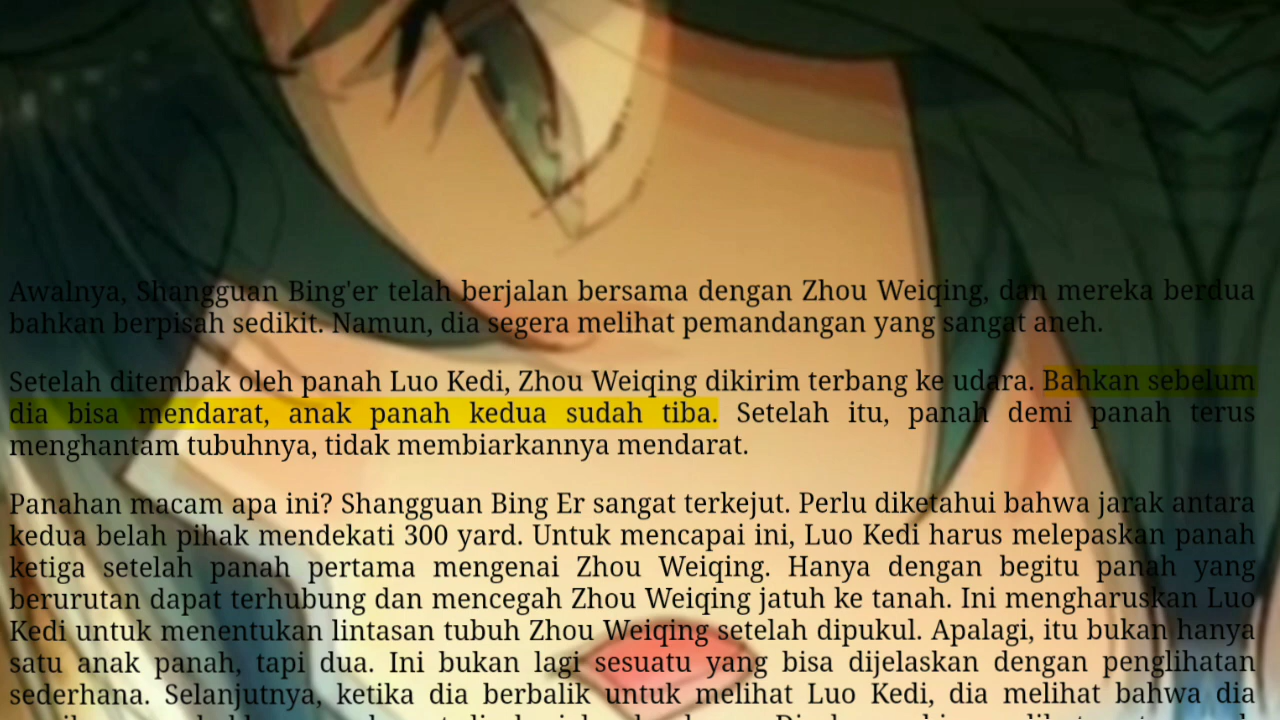 Awalnya, Shangguan Bing'er telah berjalan bersama dengan Zhou Weiqing, dan mereka berdua
bahkan berpisah sedikit. Namun, dia segera melihat pemandangan yang sangat aneh.
Setelah ditembak oleh panah Luo Kedi, Zhou Weiqing dikirim terbang ke udara. Bahkan sebelum
dia bisa mendarat, anak panah kedua sudah tiba. Setelah itu, panah demi panah terus
menghantam tubuhnya, tidak membiarkannya mendarat.
Panahan macam apa ini? Shangguan Bing Er sangat terkejut. Perlu diketahui bahwa jarak antara
kedua belah pihak mendekati 300 yard. Untuk mencapai ini, Luo Kedi harus melepaskan panah
ketiga setelah panah pertama mengenai Zhou Weiqing. Hanya dengan begitu panah yang
berurutan dapat terhubung dan mencegah Zhou Weiqing jatuh ke tanah. Ini mengharuskan Luo
Kedi untuk menentukan lintasan tubuh Zhou Weiqing setelah dipukul. Apalagi, itu bukan hanya
satu anak panah, tapi dua. Ini bukan lagi sesuatu yang bisa dijelaskan dengan penglihatan
sederhana. Selanjutnya, ketika dia berbalik untuk melihat Luo Kedi, dia melihat bahwa dia